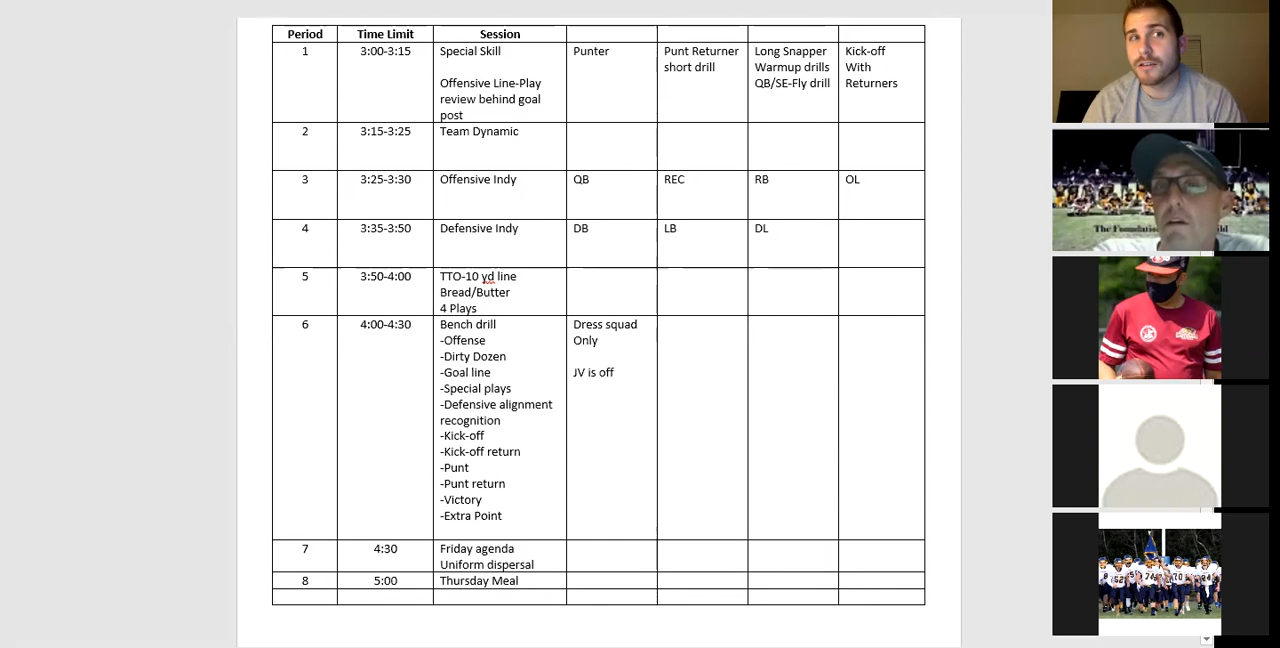 Period Time Limit Session
1 3:00-3:15 Special Skill Punter Punt Returner Long Snapper Kick-off
short drill Warmup drills With
Offensive Line-Play QB/SE-Fly drill Returners
review behind goal
post
2 3:15-3:25 Team Dynamic
3 3:25-3:30 Offensive Indy QB REC RB OL
4 3:35-3:50 Defensive Indy DB LB DL
5 3:50-4:00 TTO-10 yd line
Bread/Butter
4 Plays
6 4:00-4:30 Bench drill Dress squad
-Offense Only
-Dirty Dozen
-Goal line JV is off
-Special plays
-Defensive alignment
recognition
-Kick-off
-Kick-off return
-Punt
-Punt return
-Victory
-Extra Point
7 4:30 Friday agenda
Uniform dispersal
8 5:00 Thursday Meal
The Foundation